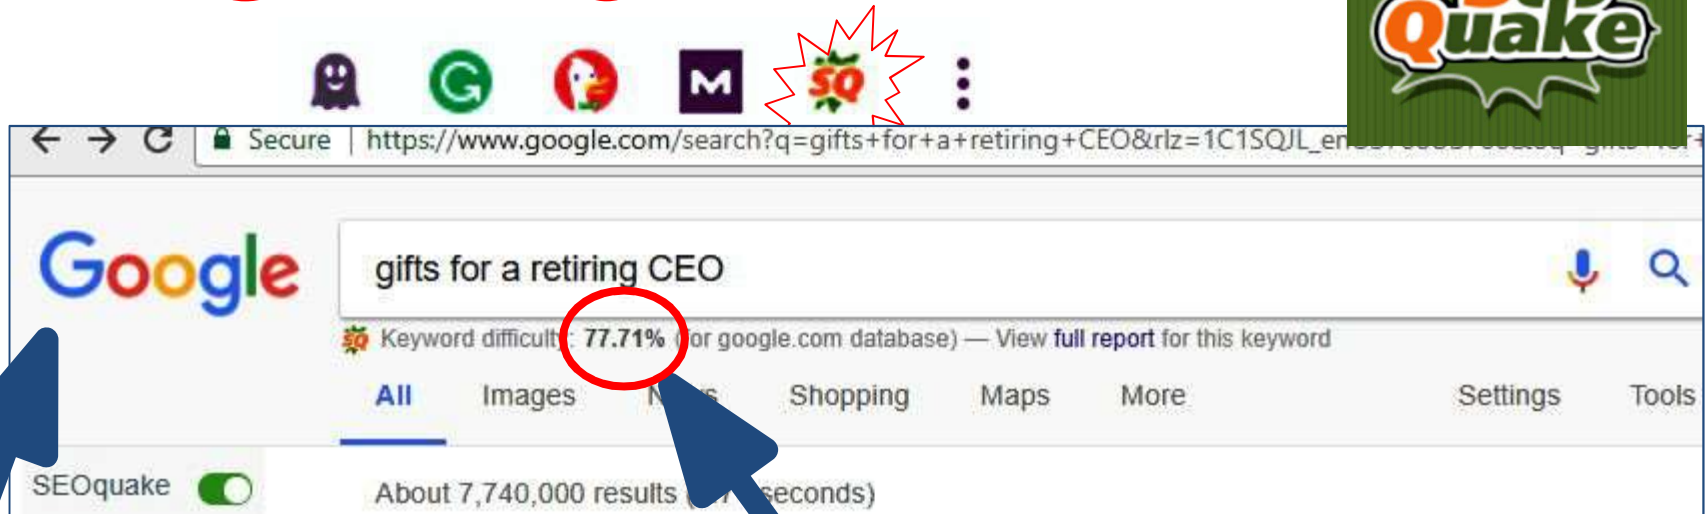 Quake
SQ
Secure | https://www.google.com/search?q=gifts+for+a+retiring+CEO&rlz=1C1SQJL_en
Google
gifts for a retiring CEO
SQ Keyword difficulty: 77.71% (for google.com database) — View full report for this keyword
All Images News Shopping Maps More Settings Tools
SEOquake
About 7,740,000 results seconds)